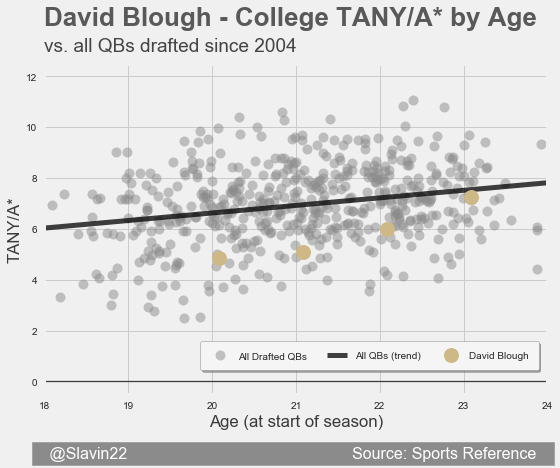 David Blough - College TANY/A* by Age
vs. all QBs drafted since 2004
12
10
8
6
4
2
0
TANY/A*
All Drafted QBs
All QBs (trend)
David Blough
18 19 20 21 22 23 24
Age (at start of season)
@Slavin22 Source: Sports Reference